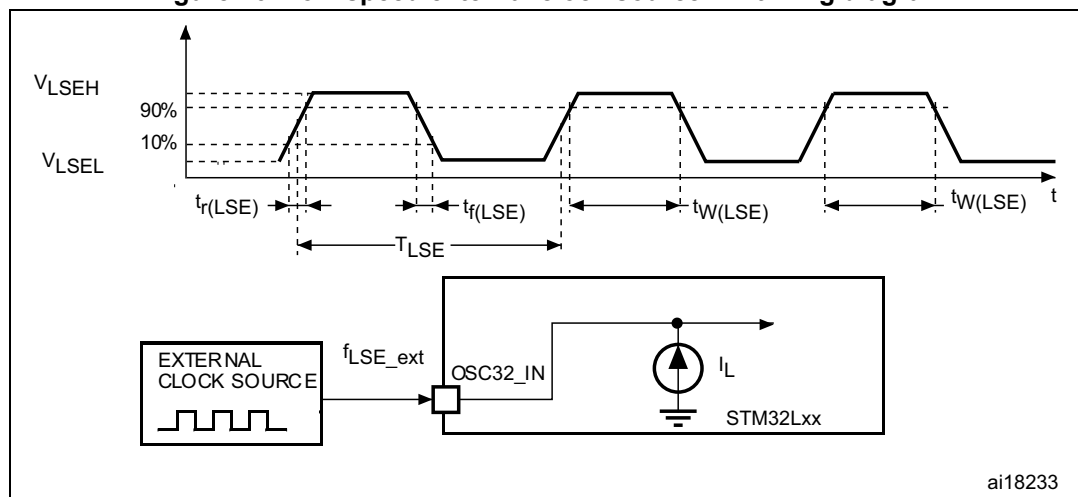 VLSEH
90%
10%
VLSEL
tr(LSE)
tf(LSE)
tW(LSE)
tW(LSE)
t
TLSE
EXTERNAL
CLOCK SOURCE
fLSE_ext
OSC32_IN
IL
STM32Lxx
ai18233